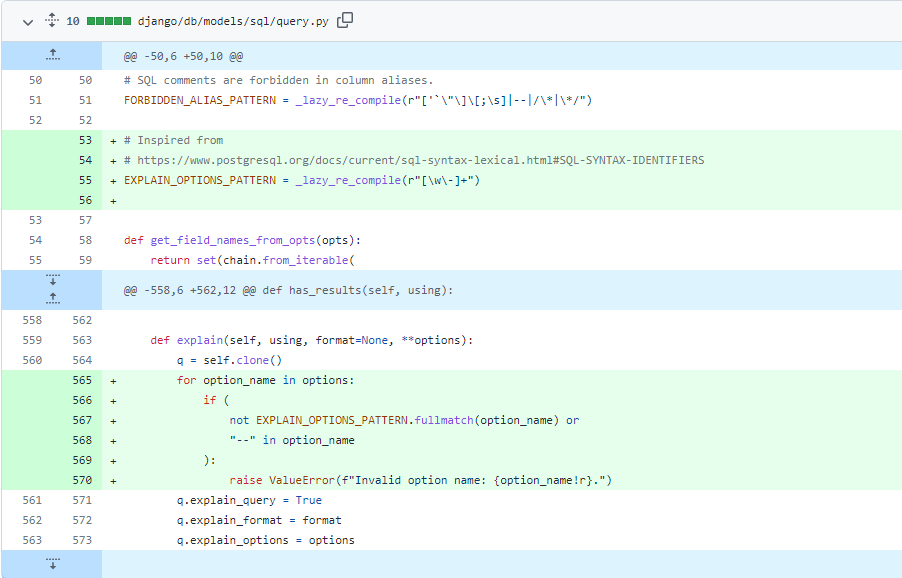 10 django/db/models/sql/query.py
@@ -50,6 +50,10 @@
50 50 # SQL comments are forbidden in column aliases.
51 51 FORBIDDEN_ALIAS_PATTERN = _lazy_re_compile(r"['`\"\]\[;\s]|--|/\*|\*/")
52 52
53 + # Inspired from
54 + # https://www.postgresql.org/docs/current/sql-syntax-lexical.html#SQL-SYNTAX-IDENTIFIERS
55 + EXPLAIN_OPTIONS_PATTERN = _lazy_re_compile(r"[\w\-]+")
56 +
53 57
54 58 def get_field_names_from_opts(opts):
55 59 return set(chain.from_iterable(
@@ -558,6 +562,12 @@ def has_results(self, using):
558 562
559 563 def explain(self, using, format=None, **options):
560 564 q = self.clone()
565 + for option_name in options:
566 + if (
567 + not EXPLAIN_OPTIONS_PATTERN.fullmatch(option_name) or
568 + "--" in option_name
569 + ):
570 + raise ValueError(f"Invalid option name: {option_name!r}.")
561 571 q.explain_query = True
562 572 q.explain_format = format
563 573 q.explain_options = options